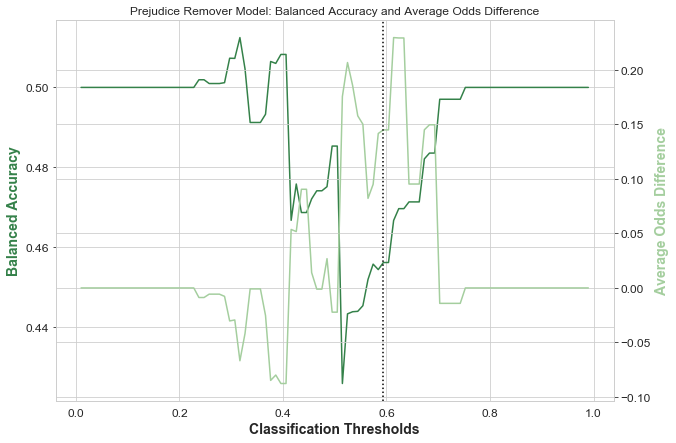 Prejudice Remover Model: Balanced Accuracy and Average Odds Difference
Balanced Accuracy
0.50
0.48
0.46
0.44
0.20
0.15
0.10
0.05
0.00
−0.05
−0.10
Average Odds Difference
0.0 0.2 0.4 0.6 0.8 1.0
Classification Thresholds